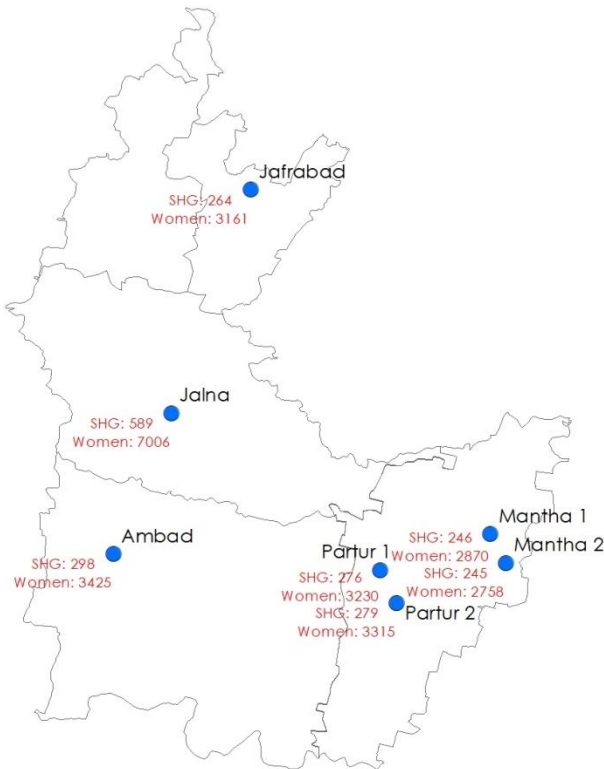 Jafrabad
SHG: 264
Women: 3161
Jalna
SHG: 589
Women: 7006
Ambad
SHG: 298
Women: 3425
Mantha 1
SHG: 246
Women: 2870
Mantha 2
SHG: 245
Women: 2758
Partur 1
SHG: 276
Women: 3230
Partur 2
SHG: 279
Women: 3315